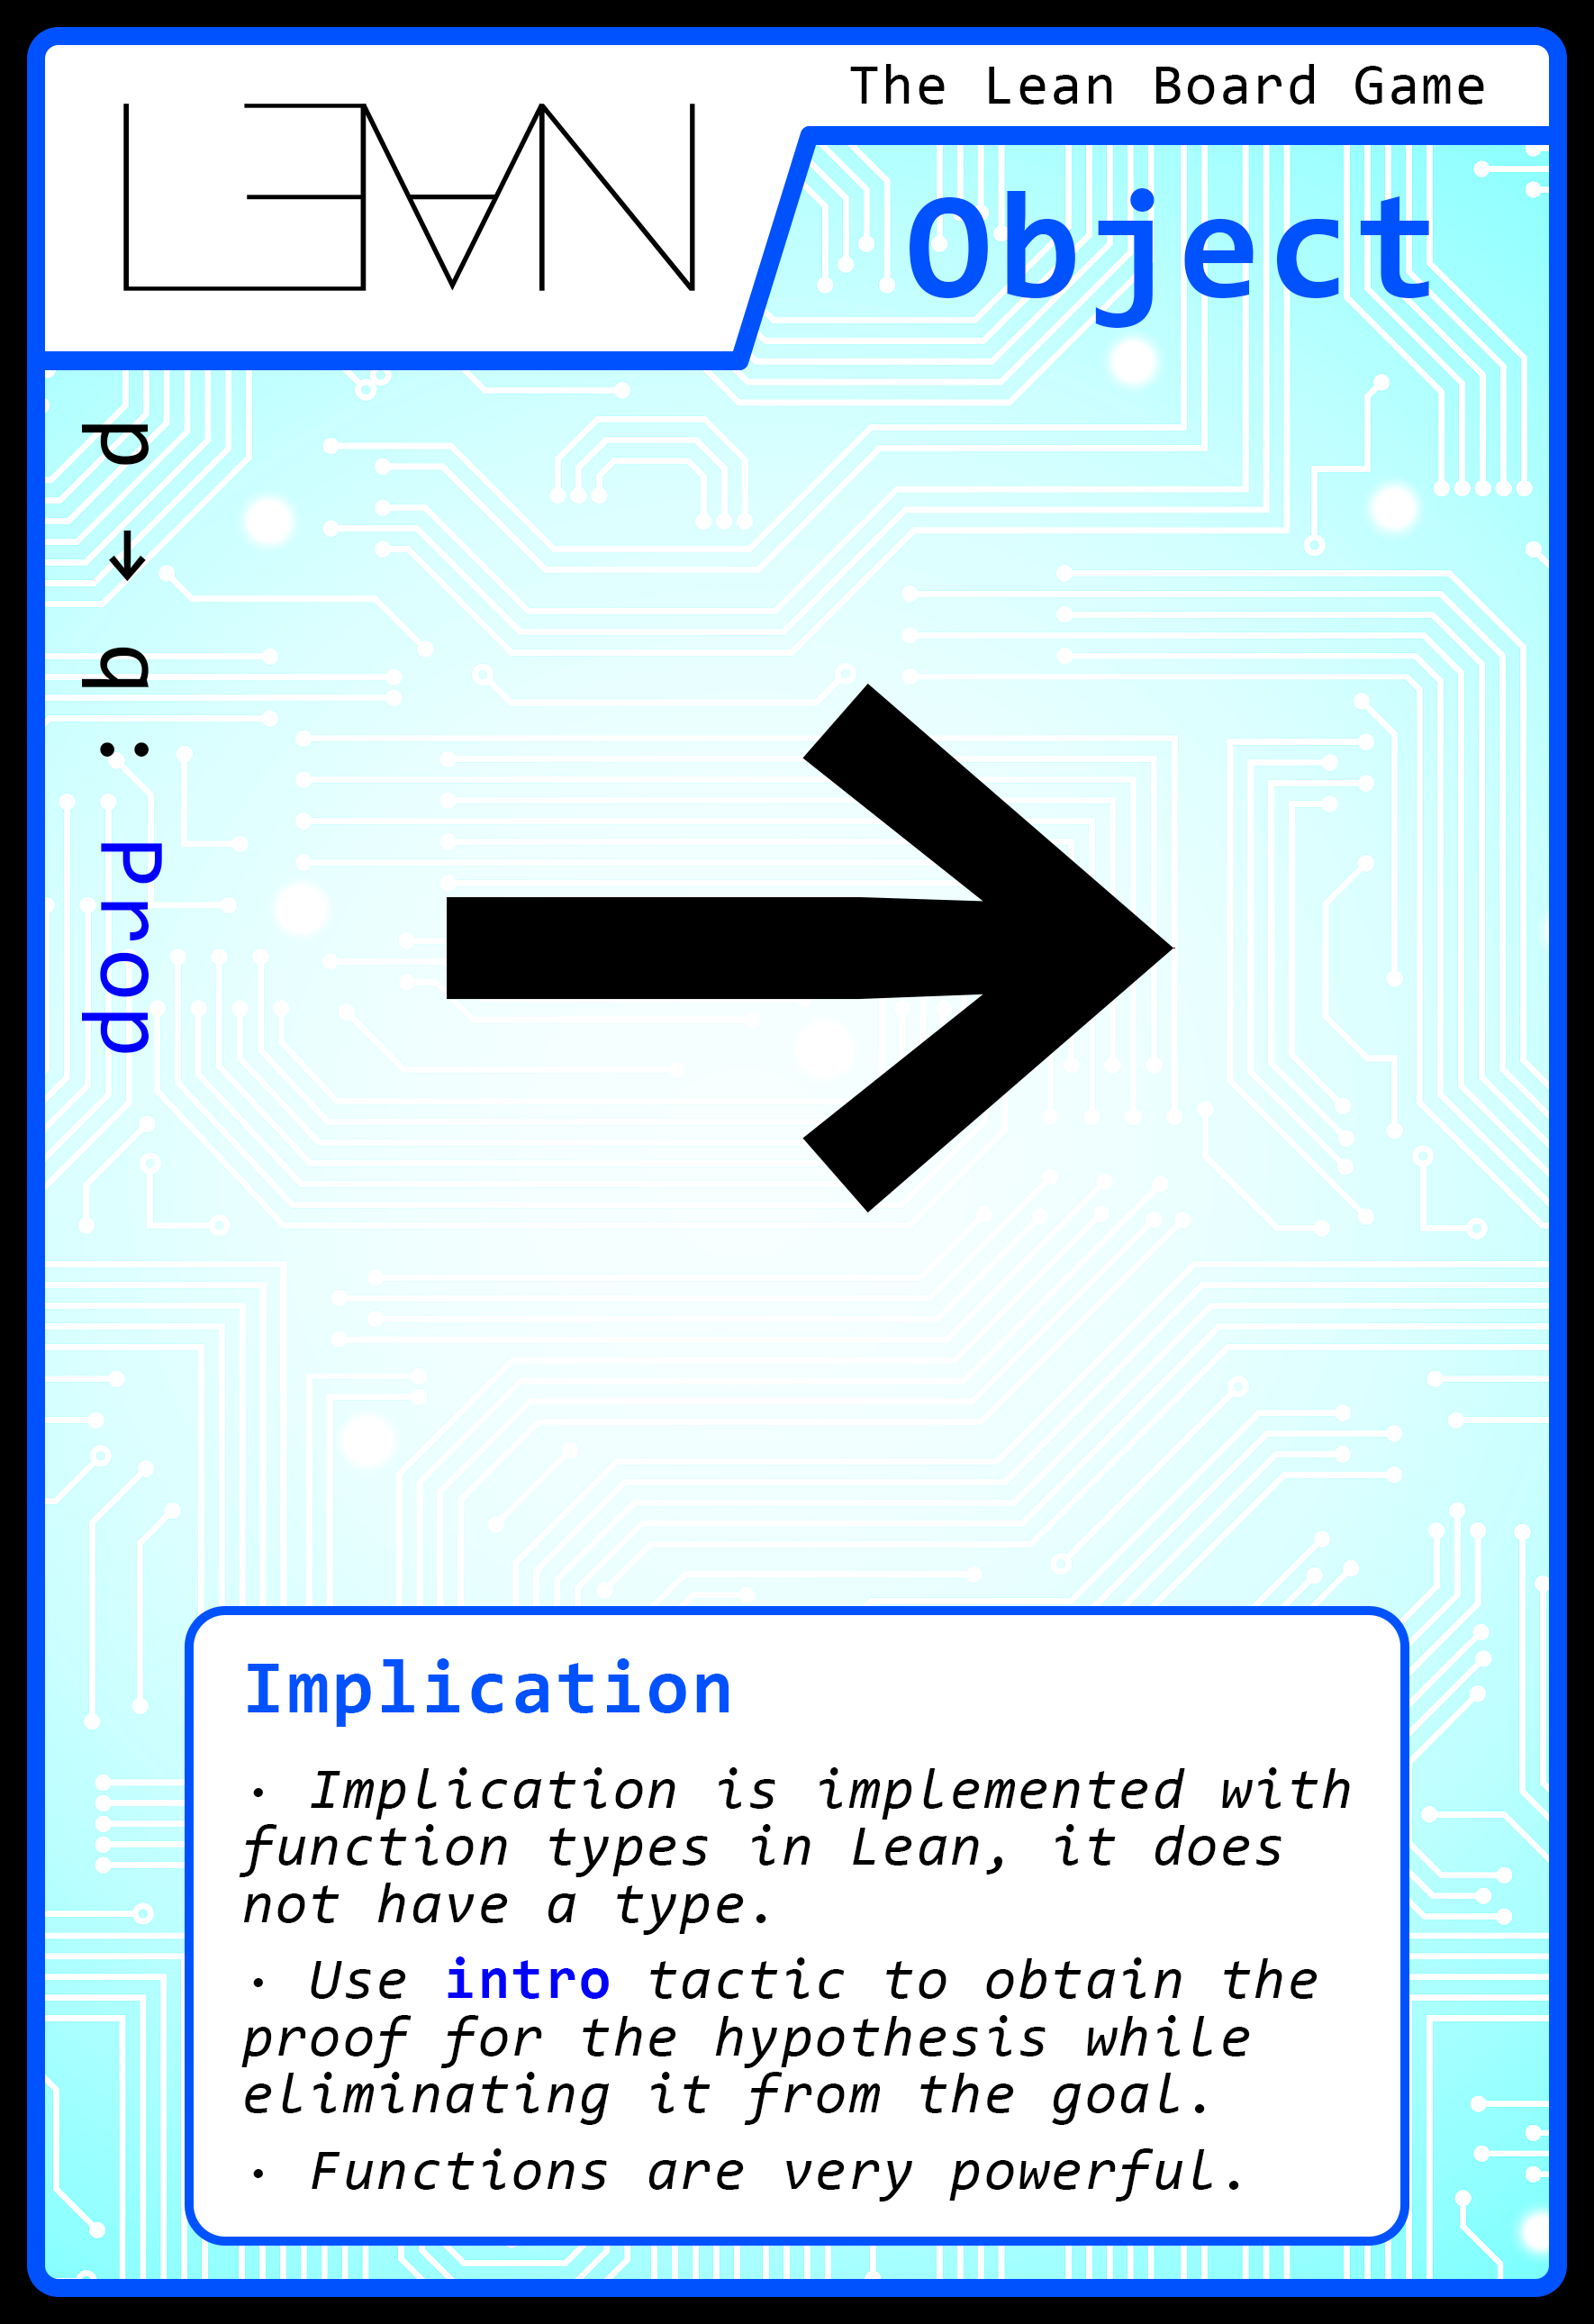 LEAN
The Lean Board Game
Object
p → q : Prop
Implication
· Implication is implemented with
function types in Lean, it does
not have a type.
· Use intro tactic to obtain the
proof for the hypothesis while
eliminating it from the goal.
· Functions are very powerful.